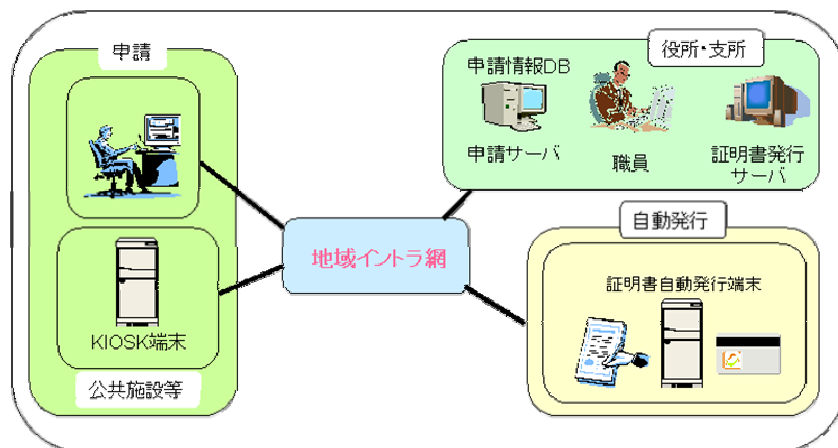 申請
KIOSK端末
公共施設等
地域イントラ網
役所・支所
申請情報DB
申請サーバ
職員
証明書発行
サーバ
自動発行
証明書自動発行端末